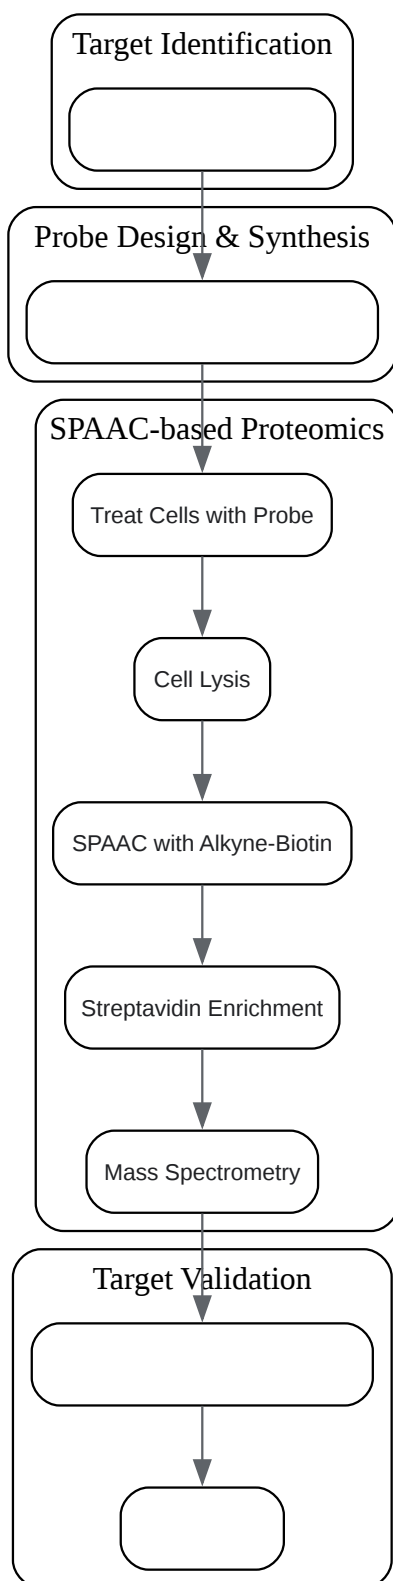 Target Identification
Probe Design & Synthesis
SPAAC-based Proteomics
Treat Cells with Probe
Cell Lysis
SPAAC with Alkyne-Biotin
Streptavidin Enrichment
Mass Spectrometry
Target Validation